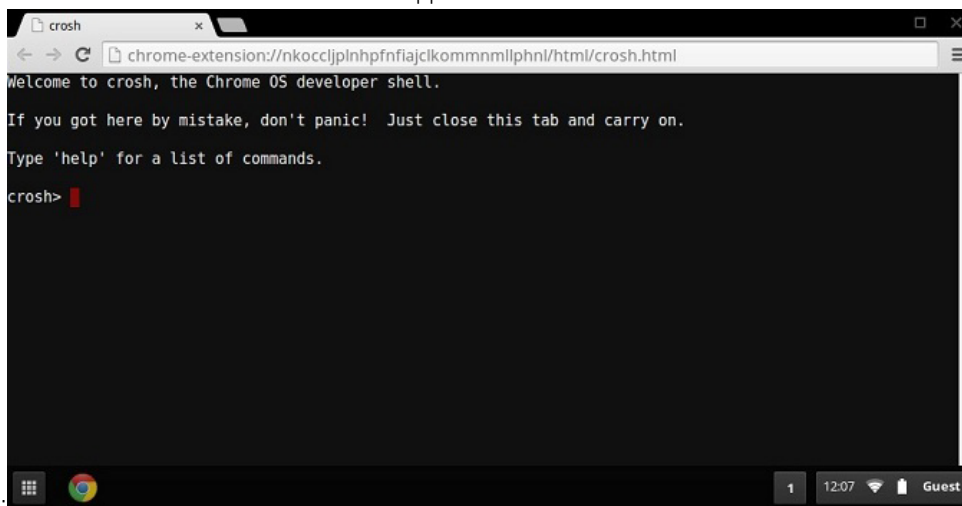 crosh
chrome-extension://nkoccljplnhpfnfiajclkommnmllphnl/html/crosh.html
Welcome to crosh, the Chrome OS developer shell.
If you got here by mistake, don't panic!  Just close this tab and carry on.
Type 'help' for a list of commands.
crosh>
1 12:07 Guest